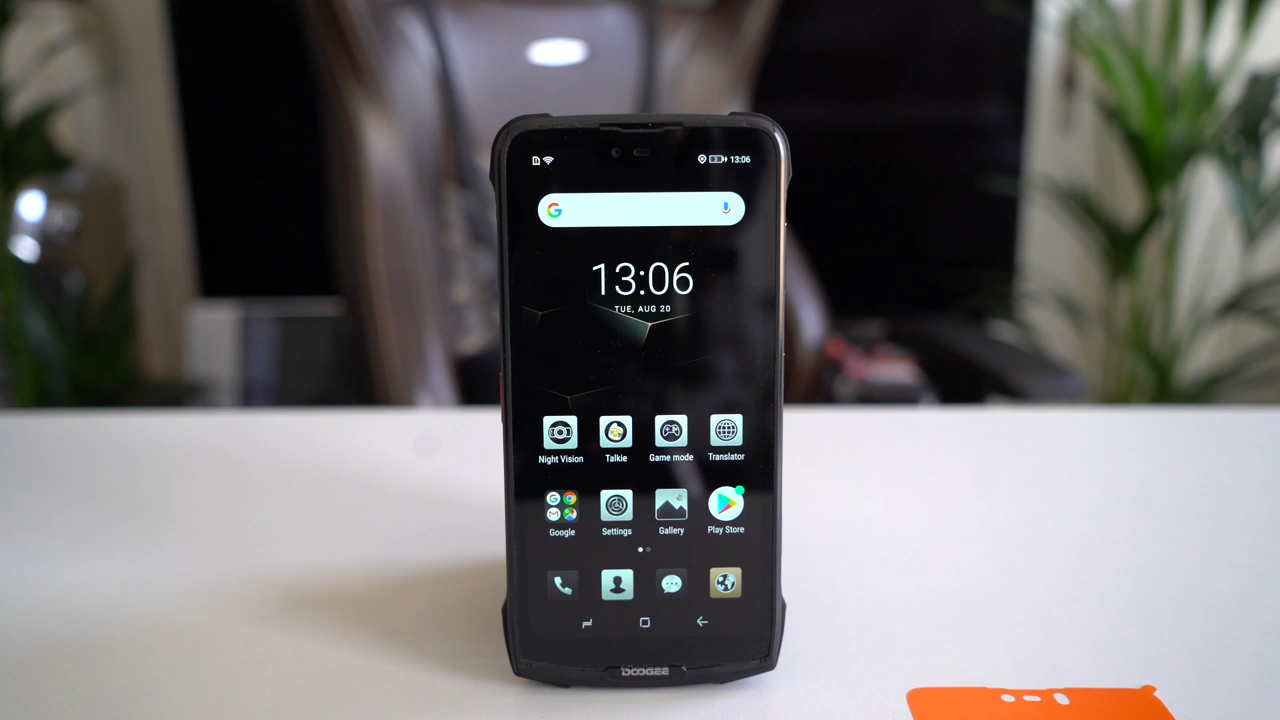 13:06
13:06
TUE, AUG 20
Night Vision Talkie Game mode Translator
Google Settings Gallery Play Store
DOOGEE